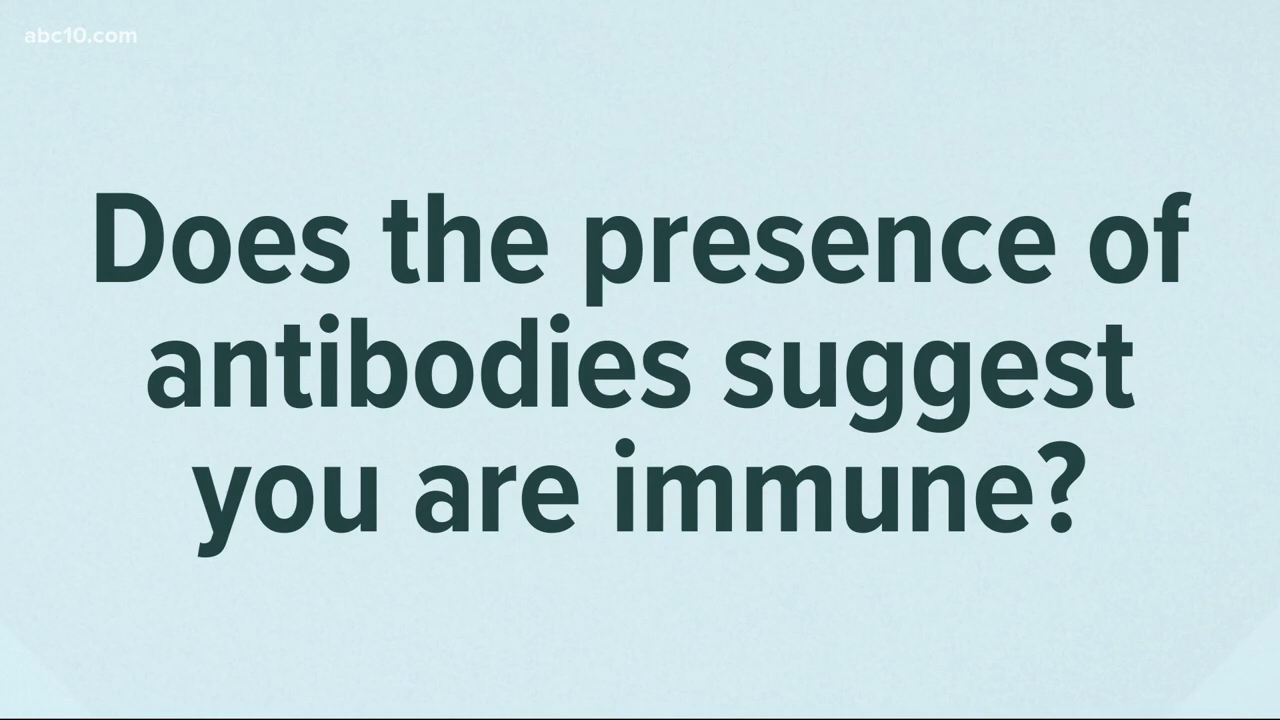 abc10.com
Does the presence of
antibodies suggest
you are immune?